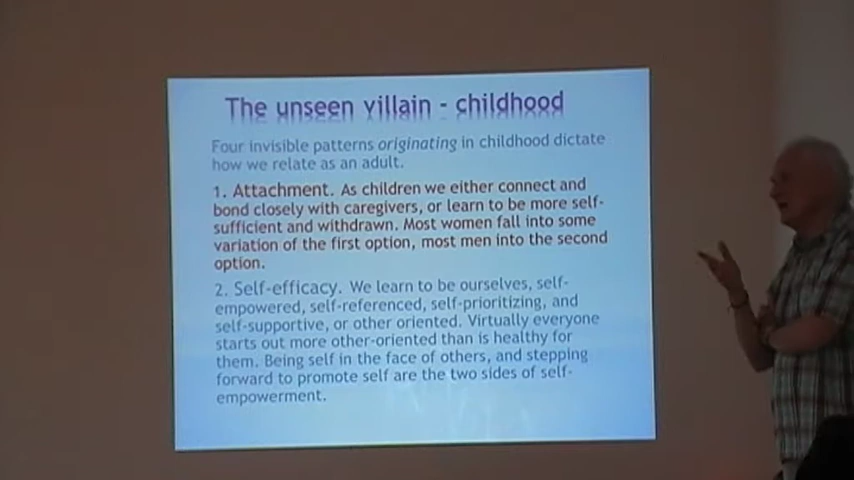 The unseen villain - childhood
Four invisible patterns originating in childhood dictate
how we relate as an adult.
1. Attachment. As children we either connect and
bond closely with caregivers, or learn to be more self-
sufficient and withdrawn. Most women fall into some
variation of the first option, most men into the second
option.
2. Self-efficacy. We learn to be ourselves, self-
empowered, self-referenced, self-prioritizing, and
self-supportive, or other oriented. Virtually everyone
starts out more other-oriented than is healthy for
them. Being self in the face of others, and stepping
forward to promote self are the two sides of self-
empowerment.